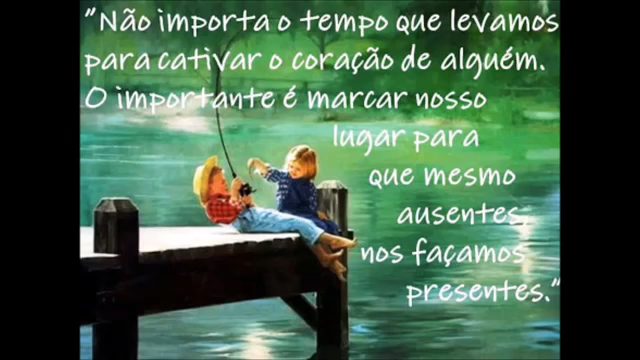 "Não importa o tempo que levamos
para cativar o coração de alguém.
O importante é marcar nosso
lugar para
que mesmo
ausentes,
nos façamos
presentes."